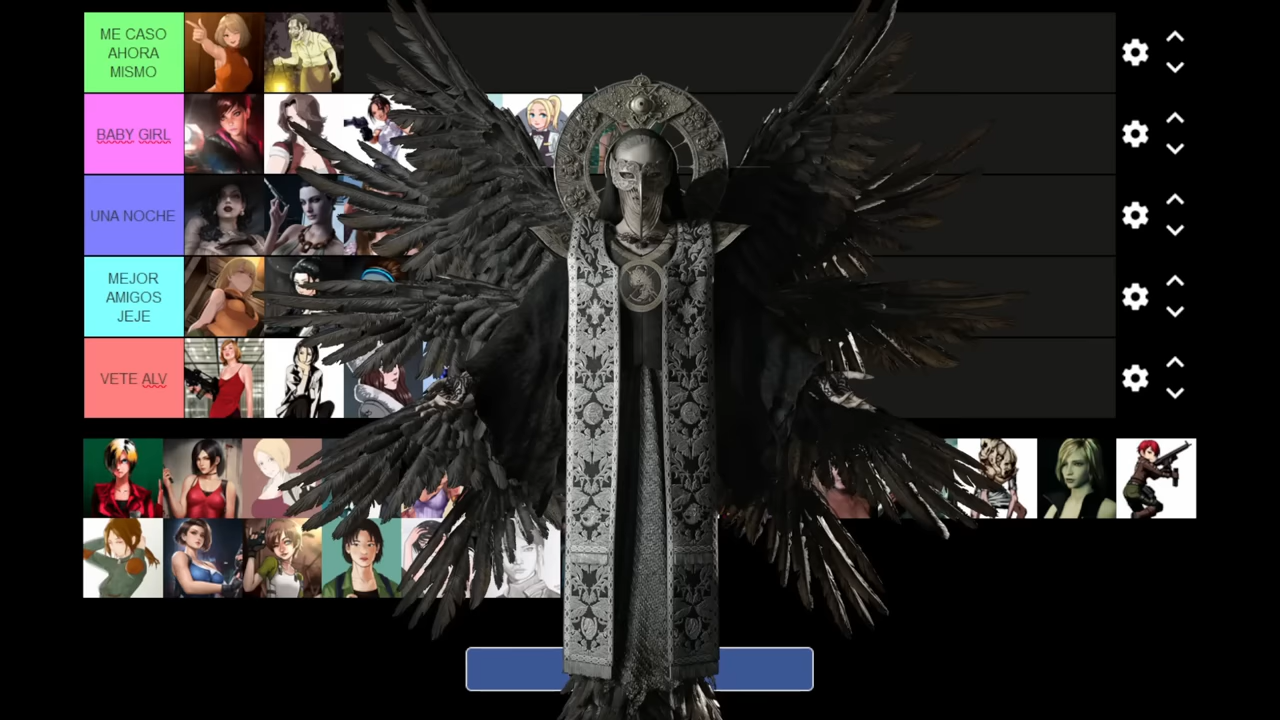 ME CASO
AHORA
MISMO
BABY GIRL
UNA NOCHE
MEJOR
AMIGOS
JEJE
VETE ALV